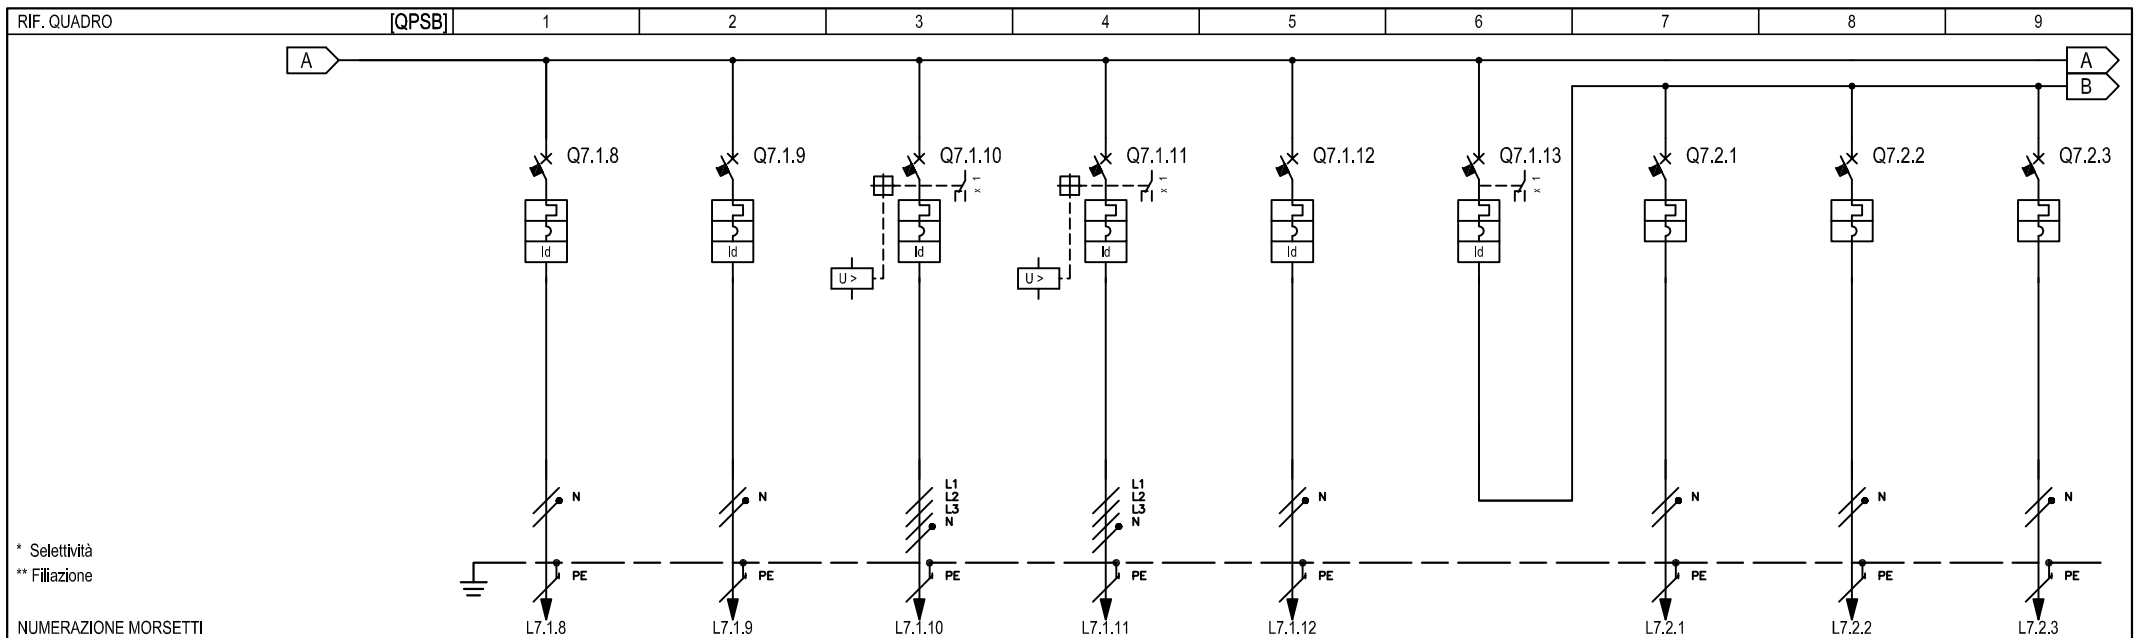 RIF. QUADRO [QPSB] 1 2 3 4 5 6 7 8 9
A A
B
Q7.1.8 Q7.1.9 Q7.1.10 Q7.1.11 Q7.1.12 Q7.1.13 Q7.2.1 Q7.2.2 Q7.2.3
x 1 x 1 x 1
Id Id Id Id Id Id
U > U >
L1 L1
L2 L2
L3 L3
N N N N N N N N
* Selettività
** Filiazione
PE PE PE PE PE PE PE PE
NUMERAZIONE MORSETTI L7.1.8 L7.1.9 L7.1.10 L7.1.11 L7.1.12 L7.2.1 L7.2.2 L7.2.3